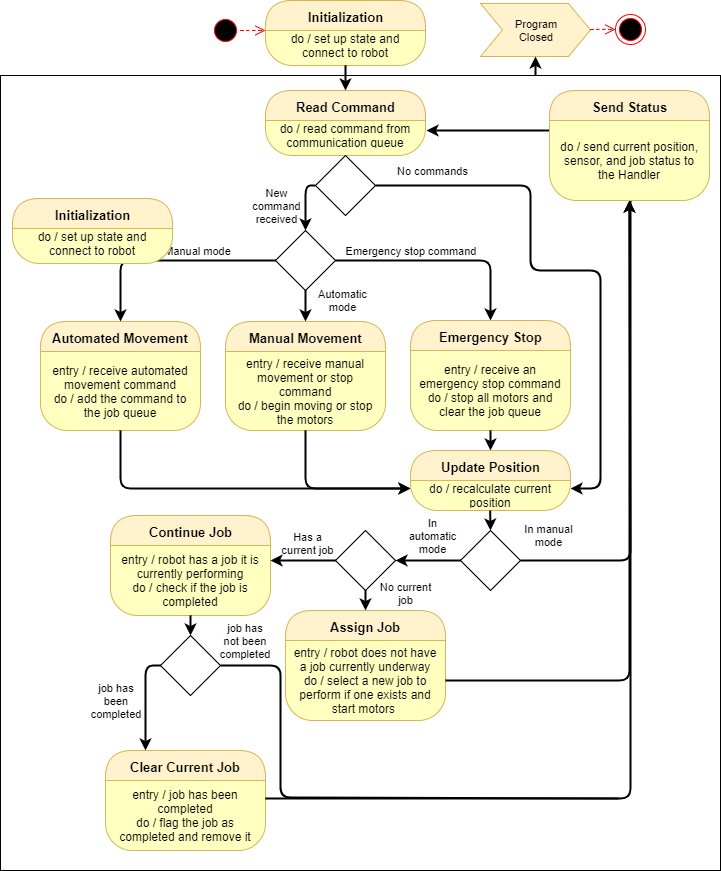 Initialization
do / set up state and
connect to robot
Program
Closed
Read Command
do / read command from
communication queue
Send Status
do / send current position,
sensor, and job status to
the Handler
No commands
New
command
received
Initialization
do / set up state and
connect to robot
Manual mode
Emergency stop command
Automatic
mode
Automated Movement
entry / receive automated
movement command
do / add the command to
the job queue
Manual Movement
entry / receive manual
movement or stop
command
do / begin moving or stop
the motors
Emergency Stop
entry / receive an
emergency stop command
do / stop all motors and
clear the job queue
Update Position
do / recalculate current
position
In
automatic
mode
In manual
mode
Has a
current job
Continue Job
entry / robot has a job it is
currently performing
do / check if the job is
completed
No current
job
Assign Job
entry / robot does not have
a job currently underway
do / select a new job to
perform if one exists and
start motors
job has
not been
completed
job has
been
completed
Clear Current Job
entry / job has been
completed
do / flag the job as
completed and remove it